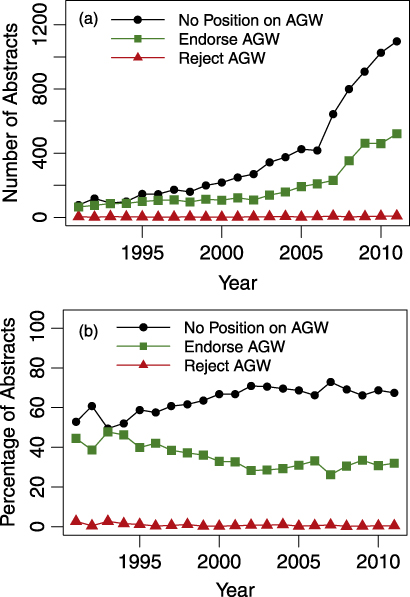 (a)
No Position on AGW
Endorse AGW
Reject AGW
Number of Abstracts
0
400
800
1200
1995
2000
2005
2010
Year
(b)
No Position on AGW
Endorse AGW
Reject AGW
Percentage of Abstracts
0
20
40
60
80
100
1995
2000
2005
2010
Year